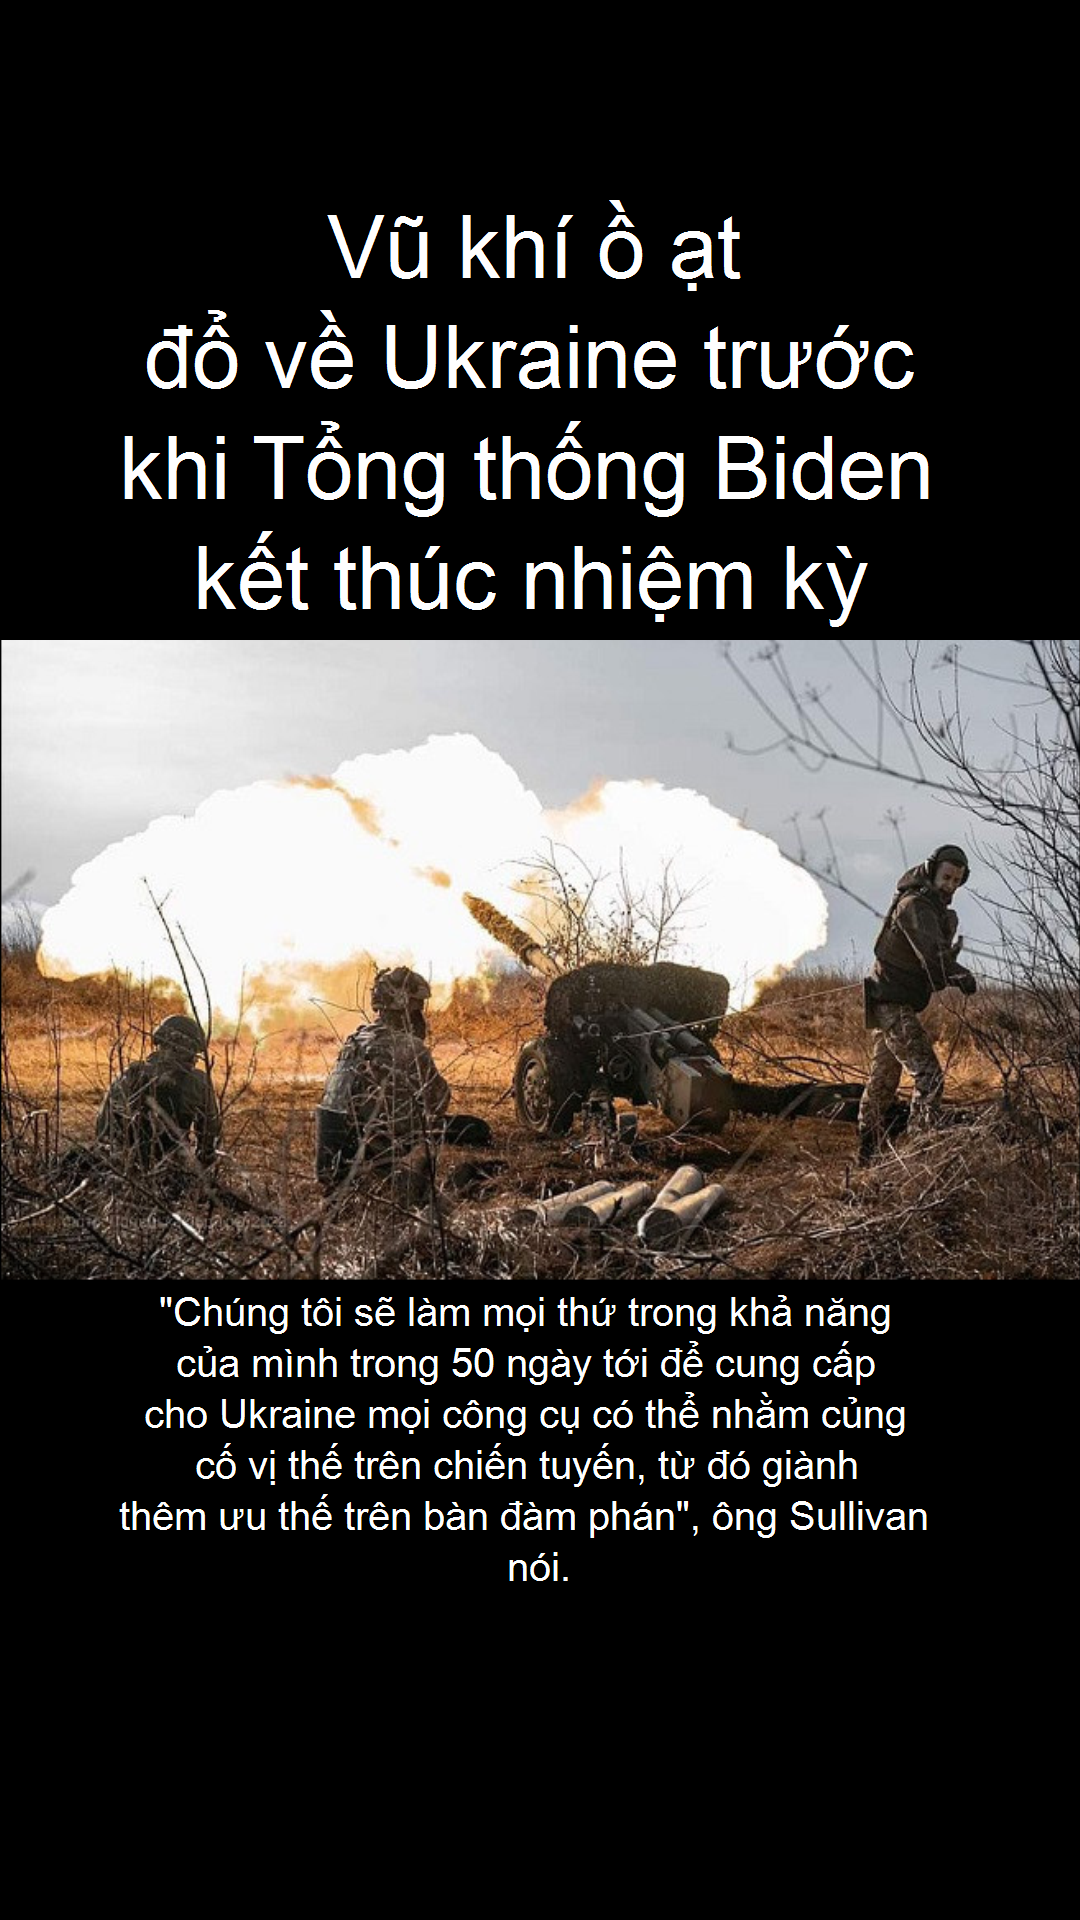 Vũ khí ồ ạt
đổ về Ukraine trước
khi Tổng thống Biden
kết thúc nhiệm kỳ
"Chúng tôi sẽ làm mọi thứ trong khả năng
của mình trong 50 ngày tới để cung cấp
cho Ukraine mọi công cụ có thể nhằm củng
cố vị thế trên chiến tuyến, từ đó giành
thêm ưu thế trên bàn đàm phán", ông Sullivan
nói.